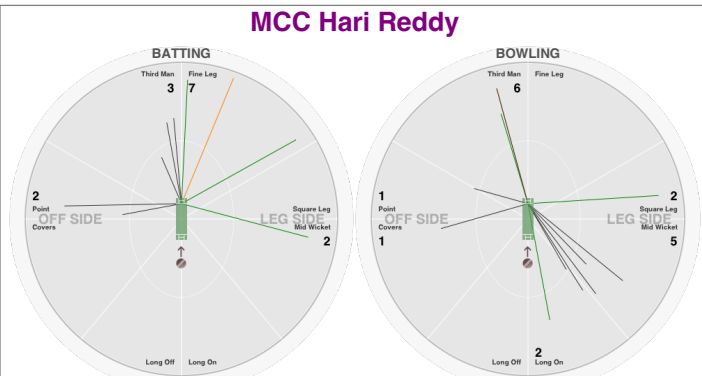 MCC Hari Reddy
BATTING
Third Man Fine Leg
3 7
2
Point
OFF SIDE
Covers
Square Leg
LEG SIDE
Mid Wicket
2
Long Off Long On
BOWLING
Third Man Fine Leg
6
1
Point
OFF SIDE
Covers
1
2
Square Leg
LEG SIDE
Mid Wicket
5
2
Long Off Long On